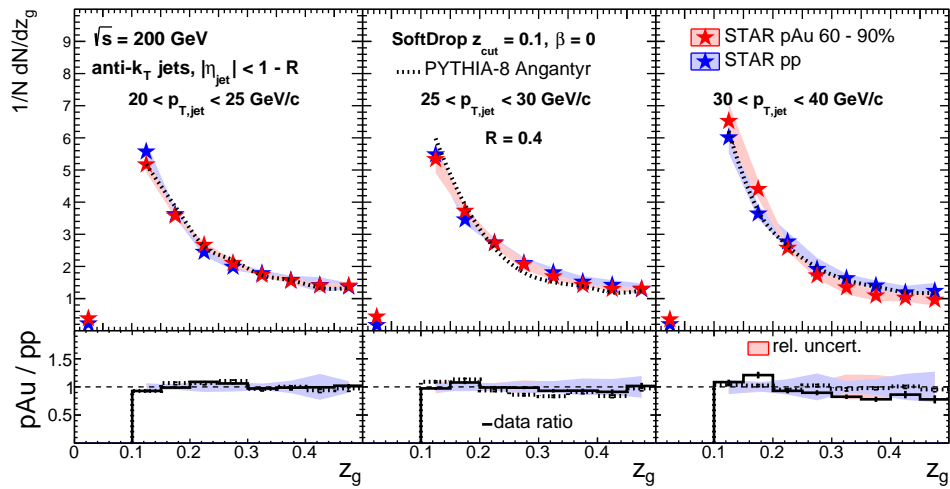 1/N dN/dz_g
√s = 200 GeV
anti-k_T jets, |η_jet| < 1 - R
20 < p_T,jet < 25 GeV/c
SoftDrop z_cut = 0.1, β = 0
PYTHIA-8 Angantyr
25 < p_T,jet < 30 GeV/c
R = 0.4
STAR pAu 60 - 90%
STAR pp
30 < p_T,jet < 40 GeV/c
9
8
7
6
5
4
3
2
1
pAu / pp
1.5
1
0.5
data ratio
rel. uncert.
0 0.1 0.2 0.3 0.4 0.1 0.2 0.3 0.4 0.1 0.2 0.3 0.4 0.5
z_g z_g z_g